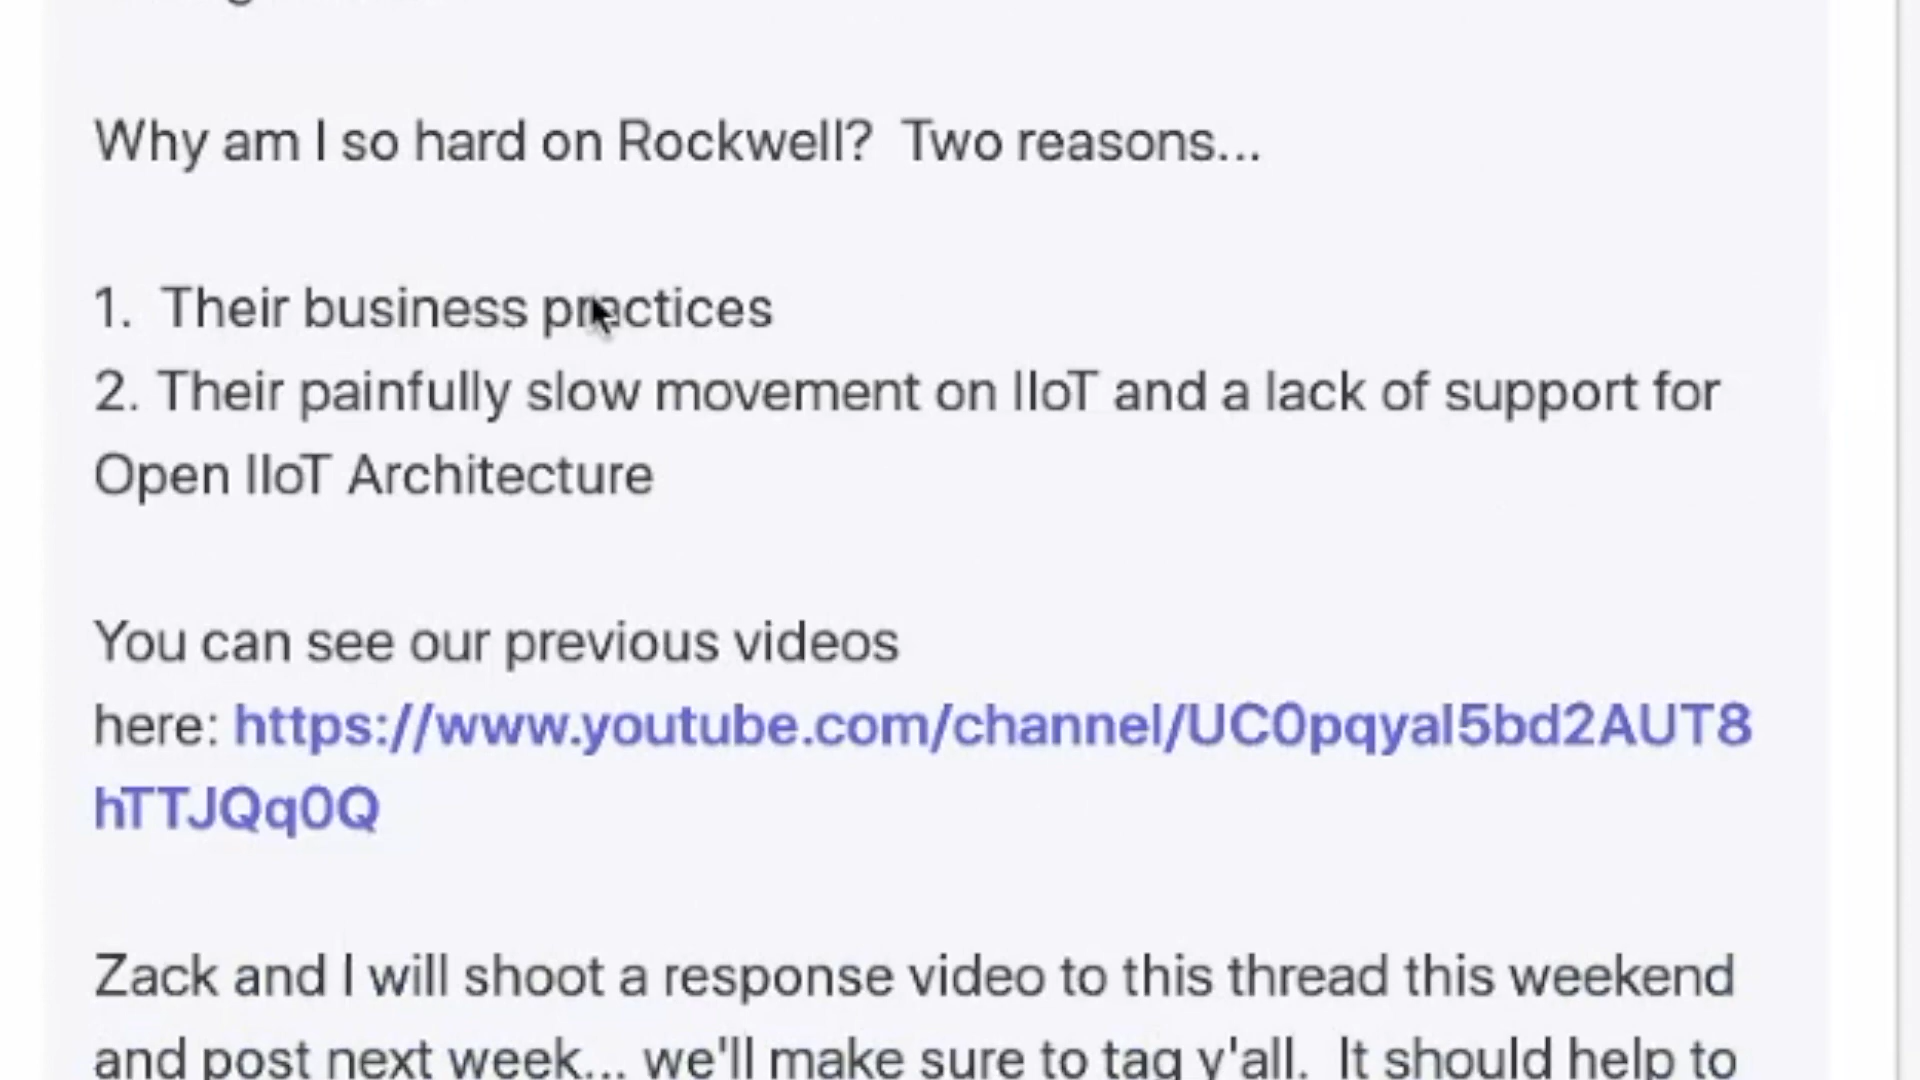 Why am I so hard on Rockwell?  Two reasons...
1.  Their business practices
2. Their painfully slow movement on IIoT and a lack of support for
Open IIoT Architecture
You can see our previous videos
here: https://www.youtube.com/channel/UC0pqyal5bd2AUT8
hTTJQq0Q
Zack and I will shoot a response video to this thread this weekend
and post next week... we'll make sure to tag y'all.  It should help to